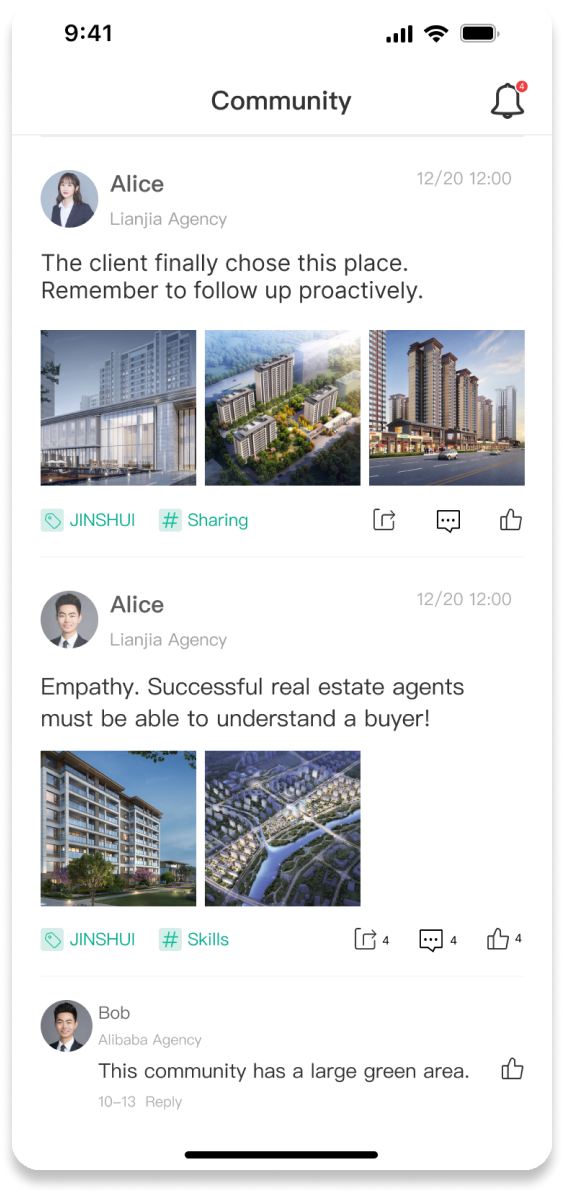 9:41
Community
4
Alice
12/20 12:00
Lianjia Agency
The client finally chose this place.
Remember to follow up proactively.
JINSHUI
# Sharing
Alice
12/20 12:00
Lianjia Agency
Empathy. Successful real estate agents
must be able to understand a buyer!
JINSHUI
# Skills
4
4
4
Bob
Alibaba Agency
This community has a large green area.
10-13 Reply